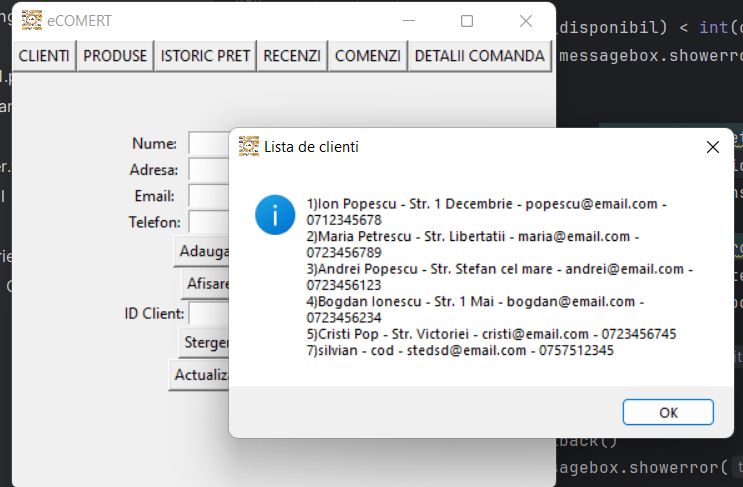 eCOMERT
disponibil) < int(
CLIENTI PRODUSE ISTORIC PRET RECENZI COMENZI DETALII COMANDA
messagebox.showerro
Nume:
Adresa:
Email:
Telefon:
Adauga
Afisare
ID Client:
Sterger
Actualiza
Lista de clienti
1)Ion Popescu - Str. 1 Decembrie - popescu@email.com -
0712345678
2)Maria Petrescu - Str. Libertatii - maria@email.com -
0723456789
3)Andrei Popescu - Str. Stefan cel mare - andrei@email.com -
0723456123
4)Bogdan Ionescu - Str. 1 Mai - bogdan@email.com -
0723456234
5)Cristi Pop - Str. Victoriei - cristi@email.com - 0723456745
7)silvian - cod - stedsd@email.com - 0757512345
OK
back()
sagebox.showerror(